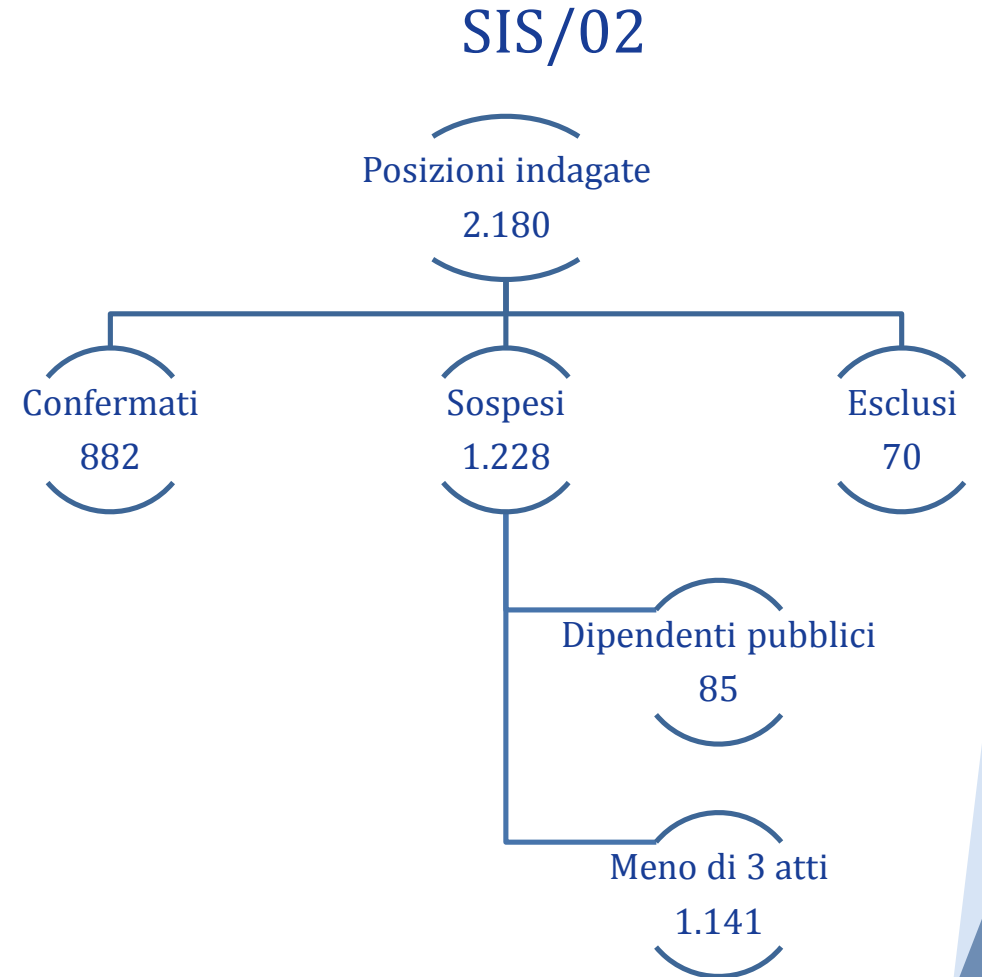 SIS/02
Posizioni indagate
2.180
Confermati
882
Sospesi
1.228
Esclusi
70
Dipendenti pubblici
85
Meno di 3 atti
1.141